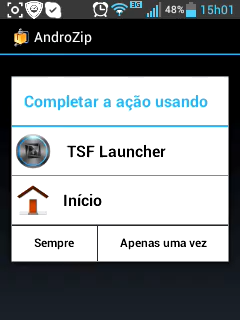 3G 48% 15h01
AndroZip
Completar a ação usando
TSF Launcher
Início
Sempre Apenas uma vez